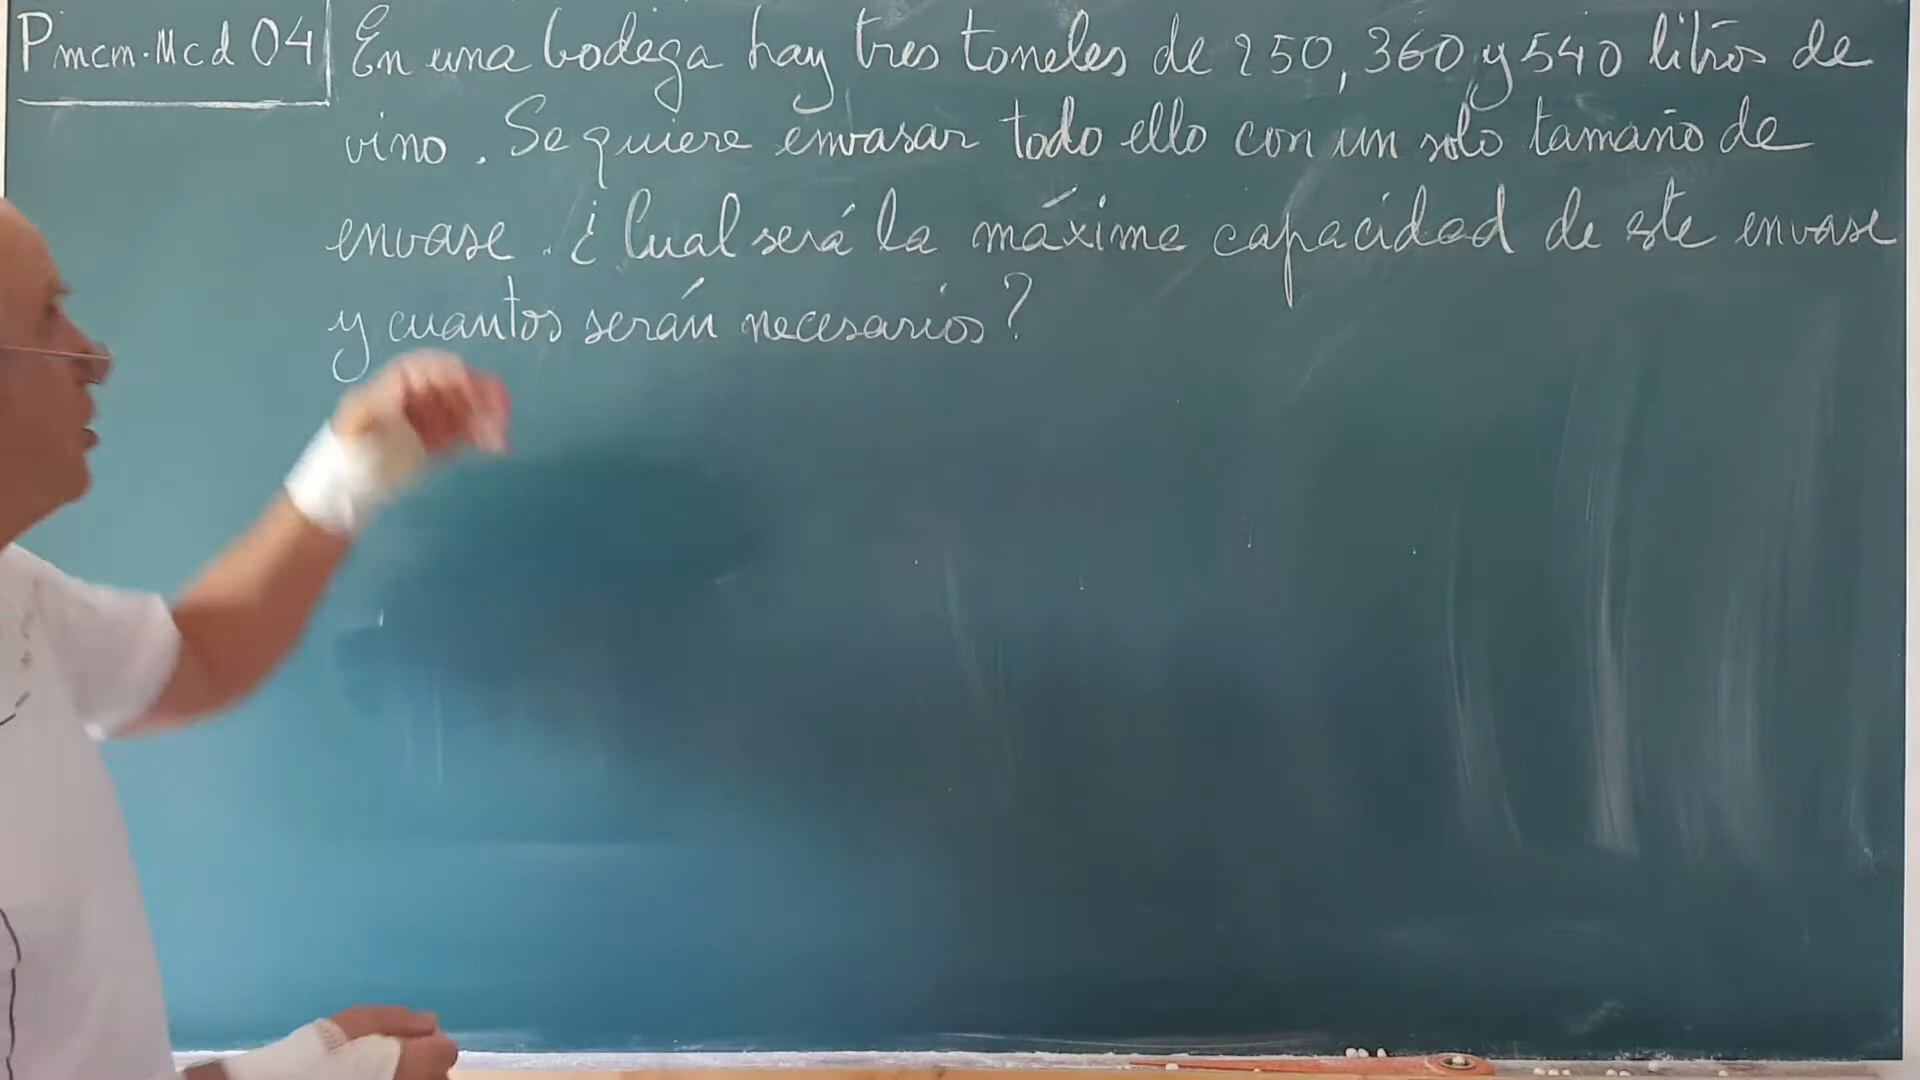 Pmcm·Mcd 04
En una bodega hay tres toneles de 250, 360 y 540 litros de
vino. Se quiere envasar todo ello con un solo tamaño de
envase. ¿Cual será la máxima capacidad de este envase
y cuantos serán necesarios?